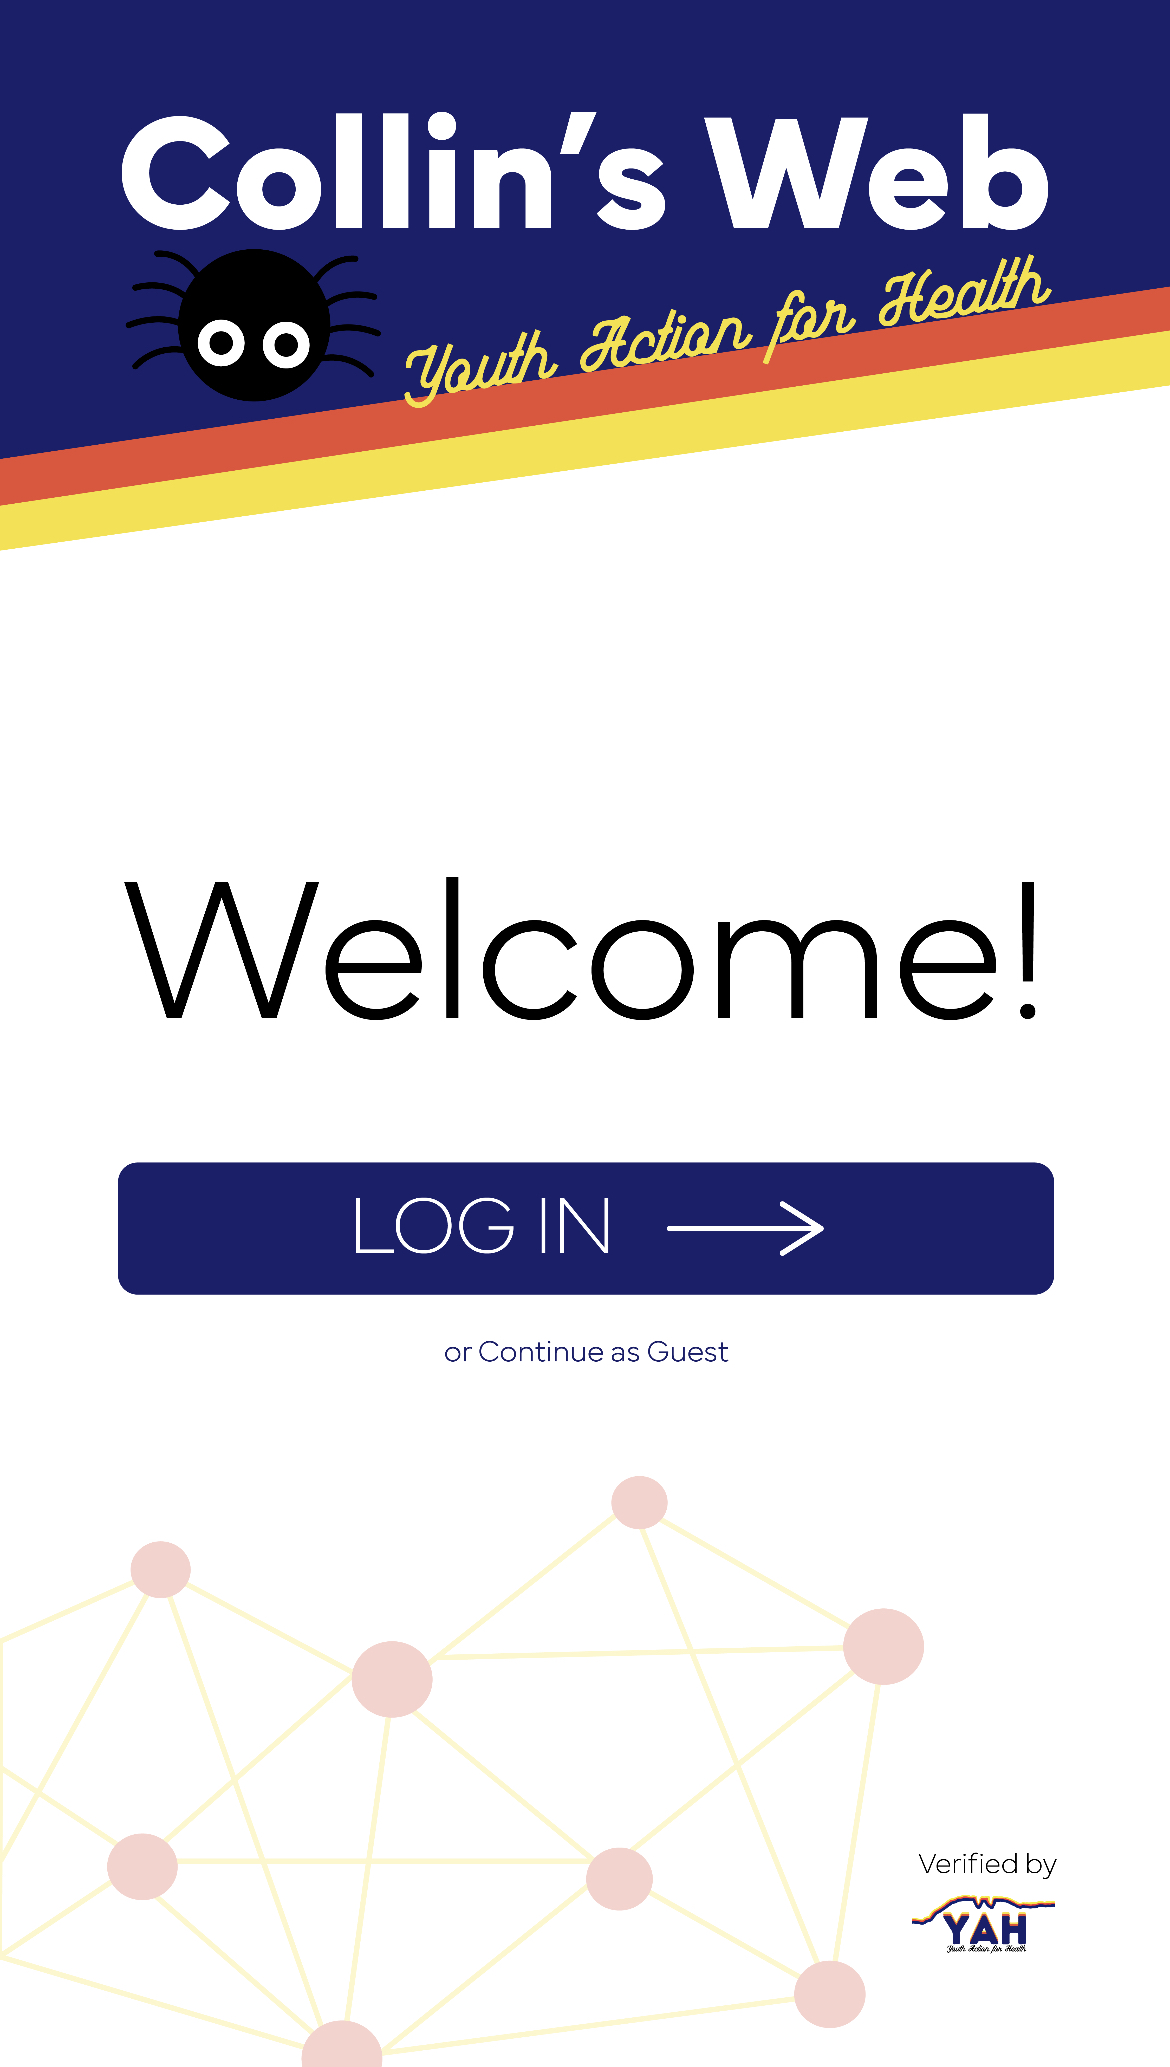 Collin’s Web
Youth Action for Health
Welcome!
LOG IN
or Continue as Guest
Verified by
YAH
Youth Action for Health